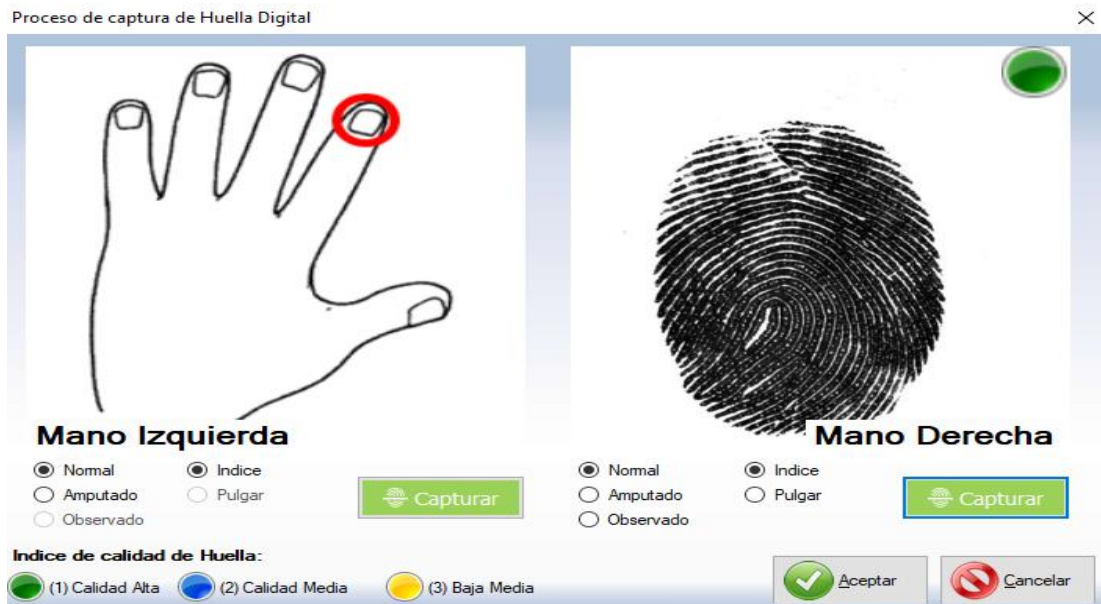 Proceso de captura de Huella Digital
Mano Izquierda
Normal
Indice
Amputado
Pulgar
Observado
Capturar
Mano Derecha
Normal
Indice
Amputado
Pulgar
Observado
Capturar
Indice de calidad de Huella:
(1) Calidad Alta (2) Calidad Media (3) Baja Media
Aceptar
Cancelar